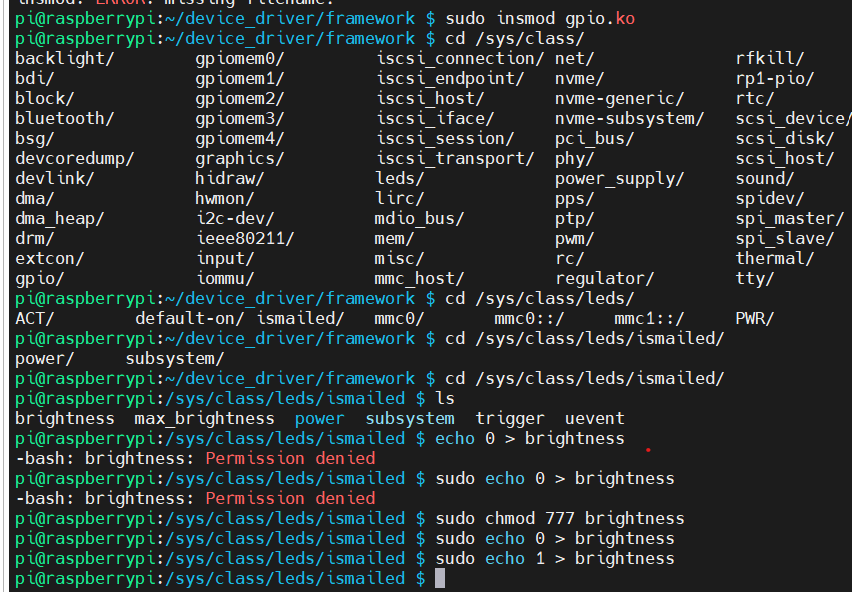 insmod: ERROR: missing filename.
pi@raspberrypi:~/device_driver/framework $ sudo insmod gpio.ko
pi@raspberrypi:~/device_driver/framework $ cd /sys/class/
backlight/ gpiomem0/ iscsi_connection/ net/ rfkill/
bdi/ gpiomem1/ iscsi_endpoint/ nvme/ rp1-pio/
block/ gpiomem2/ iscsi_host/ nvme-generic/ rtc/
bluetooth/ gpiomem3/ iscsi_iface/ nvme-subsystem/ scsi_device/
bsg/ gpiomem4/ iscsi_session/ pci_bus/ scsi_disk/
devcoredump/ graphics/ iscsi_transport/ phy/ scsi_host/
devlink/ hidraw/ leds/ power_supply/ sound/
dma/ hwmon/ lirc/ pps/ spidev/
dma_heap/ i2c-dev/ mdio_bus/ ptp/ spi_master/
drm/ ieee80211/ mem/ pwm/ spi_slave/
extcon/ input/ misc/ rc/ thermal/
gpio/ iommu/ mmc_host/ regulator/ tty/
pi@raspberrypi:~/device_driver/framework $ cd /sys/class/leds/
ACT/ default-on/ ismailed/ mmc0/ mmc0::/ mmc1::/ PWR/
pi@raspberrypi:~/device_driver/framework $ cd /sys/class/leds/ismailed/
power/ subsystem/
pi@raspberrypi:~/device_driver/framework $ cd /sys/class/leds/ismailed/
pi@raspberrypi:/sys/class/leds/ismailed $ ls
brightness max_brightness power subsystem trigger uevent
pi@raspberrypi:/sys/class/leds/ismailed $ echo 0 > brightness
-bash: brightness: Permission denied
pi@raspberrypi:/sys/class/leds/ismailed $ sudo echo 0 > brightness
-bash: brightness: Permission denied
pi@raspberrypi:/sys/class/leds/ismailed $ sudo chmod 777 brightness
pi@raspberrypi:/sys/class/leds/ismailed $ sudo echo 0 > brightness
pi@raspberrypi:/sys/class/leds/ismailed $ sudo echo 1 > brightness
pi@raspberrypi:/sys/class/leds/ismailed $